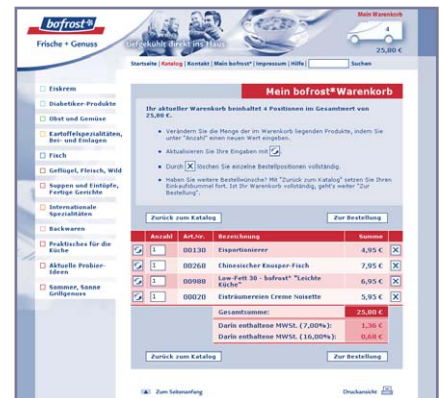 bofrost*
Frische + Genuss
tiefgekühlt direkt ins Haus
Mein Warenkorb
4
25,80 €
Startseite | Katalog | Kontakt | Mein bofrost* | Impressum | Hilfe | Suchen
Eiskrem
Diabetiker-Produkte
Obst und Gemüse
Kartoffelspezialitäten,
Bei- und Einlagen
Fisch
Geflügel, Fleisch, Wild
Suppen und Eintöpfe,
Fertige Gerichte
Internationale
Spezialitäten
Backwaren
Praktisches für die
Küche
Aktuelle Probier-
Ideen
Sommer, Sonne
Grillgenuss
Mein bofrost*Warenkorb
Ihr aktueller Warenkorb beinhaltet 4 Positionen im Gesamtwert von
25,80 €.
Verändern Sie die Menge der im Warenkorb liegenden Produkte, indem Sie
unter "Anzahl" einen neuen Wert eingeben.
Aktualisieren Sie Ihre Eingaben mit
Durch X löschen Sie einzelne Bestellpositionen vollständig.
Haben Sie weitere Bestellwünsche? Mit "Zurück zum Katalog" setzen Sie Ihren
Einkaufsbummel fort. Ist Ihr Warenkorb vollständig, geht's weiter "Zur
Bestellung".
Zurück zum Katalog Zur Bestellung
Anzahl Art.Nr. Bezeichnung Summe
1 00130 Eisportionierer 4,95 € X
1 00260 Chinesischer Knusper-Fisch 7,95 € X
1 00980 Low-Fett 30 - bofrost* "Leichte
Küche" 6,95 € X
1 00020 Eisträumereien Creme Noisette 5,95 € X
Gesamtsumme: 25,80 €
Darin enthaltene MWSt. (7,00%): 1,36 €
Darin enthaltene MWSt. (16,00%): 0,68 €
Zurück zum Katalog Zur Bestellung
Zum Seitenanfang Druckansicht